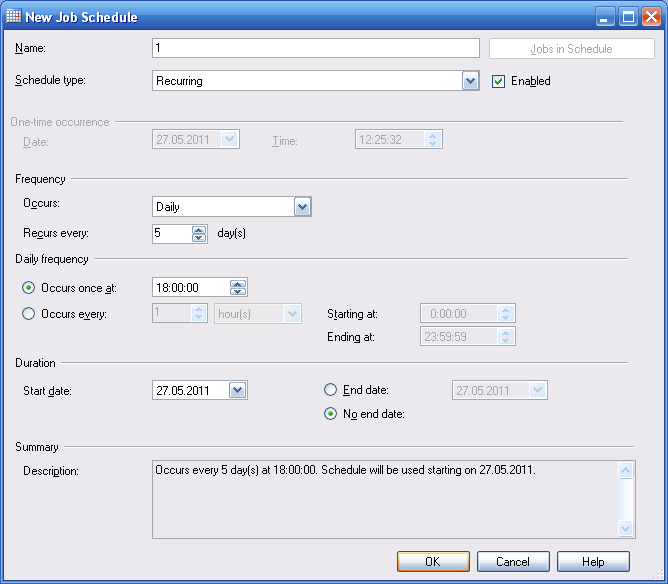 New Job Schedule
Name: 1 Jobs in Schedule
Schedule type: Recurring Enabled
One-time occurrence
Date: 27.05.2011 Time: 12:25:32
Frequency
Occurs: Daily
Recurs every: 5 day(s)
Daily frequency
Occurs once at: 18:00:00
Occurs every: 1 hour(s) Starting at: 0:00:00
Ending at: 23:59:59
Duration
Start date: 27.05.2011 End date: 27.05.2011
No end date:
Summary
Description: Occurs every 5 day(s) at 18:00:00. Schedule will be used starting on 27.05.2011.
OK Cancel Help